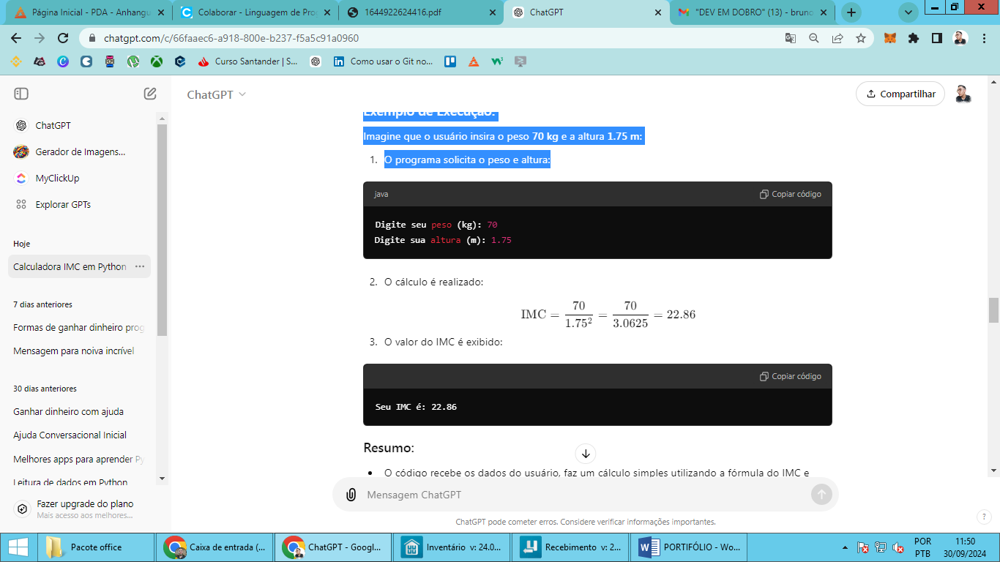 Página Inicial - PDA - Anhangu
Colaborar - Linguagem de Pro
1644922624416.pdf
ChatGPT
"DEV EM DOBRO" (13) - bruno
chatgpt.com/c/66faaec6-a918-800e-b237-f5a5c91a0960
Curso Santander | S...
Como usar o Git no...
ChatGPT
Compartilhar
ChatGPT
Gerador de Imagens...
MyClickUp
Explorar GPTs
Hoje
Calculadora IMC em Python
7 dias anteriores
Formas de ganhar dinheiro prog
Mensagem para noiva incrível
30 dias anteriores
Ganhar dinheiro com ajuda
Ajuda Conversacional Inicial
Melhores apps para aprender Py
Leitura de dados em Python
Fazer upgrade do plano
Mais acesso aos melhores...
Exemplo de Execução:
Imagine que o usuário insira o peso 70 kg e a altura 1.75 m:
1. O programa solicita o peso e altura:
java
Copiar código
Digite seu peso (kg): 70
Digite sua altura (m): 1.75
2. O cálculo é realizado:
IMC = 70 / 1.75² = 70 / 3.0625 = 22.86
3. O valor do IMC é exibido:
Copiar código
Seu IMC é: 22.86
Resumo:
• O código recebe os dados do usuário, faz um cálculo simples utilizando a fórmula do IMC e
Mensagem ChatGPT
ChatGPT pode cometer erros. Considere verificar informações importantes.
?
Pacote office
Caixa de entrada (...
ChatGPT - Googl...
Inventário v: 24.0...
Recebimento v: 2...
PORTIFÓLIO - Wo...
POR
PTB
11:50
30/09/2024